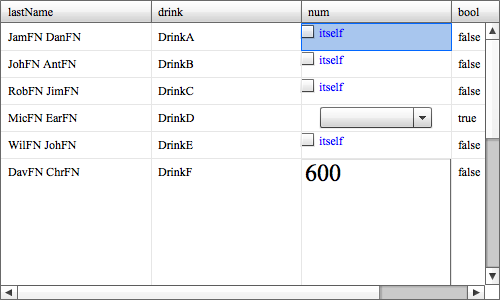 lastName drink num bool
JamFN DanFN DrinkA itself false
JohFN AntFN DrinkB itself false
RobFN JimFN DrinkC itself false
MicFN EarFN DrinkD true
WilFN JohFN DrinkE itself false
DavFN ChrFN DrinkF 600 false